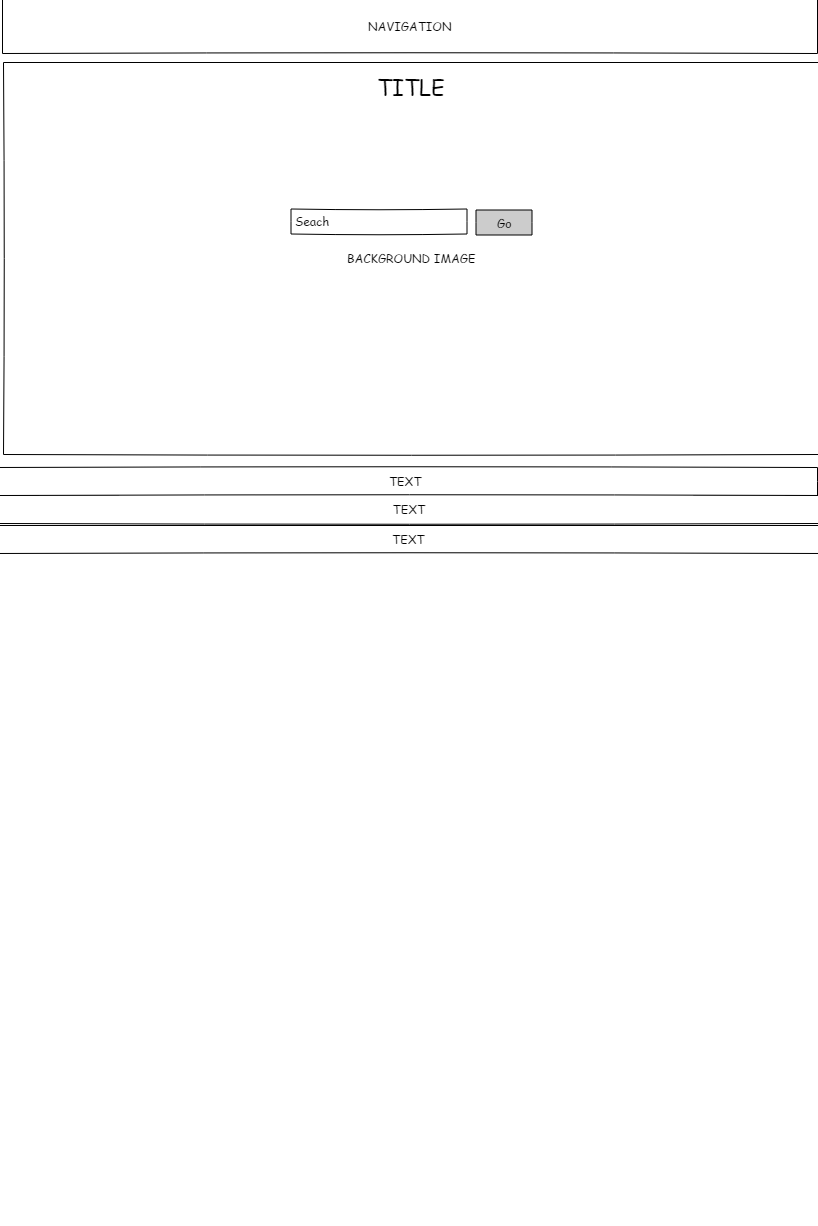 NAVIGATION
TITLE
Seach
Go
BACKGROUND IMAGE
TEXT
TEXT
TEXT